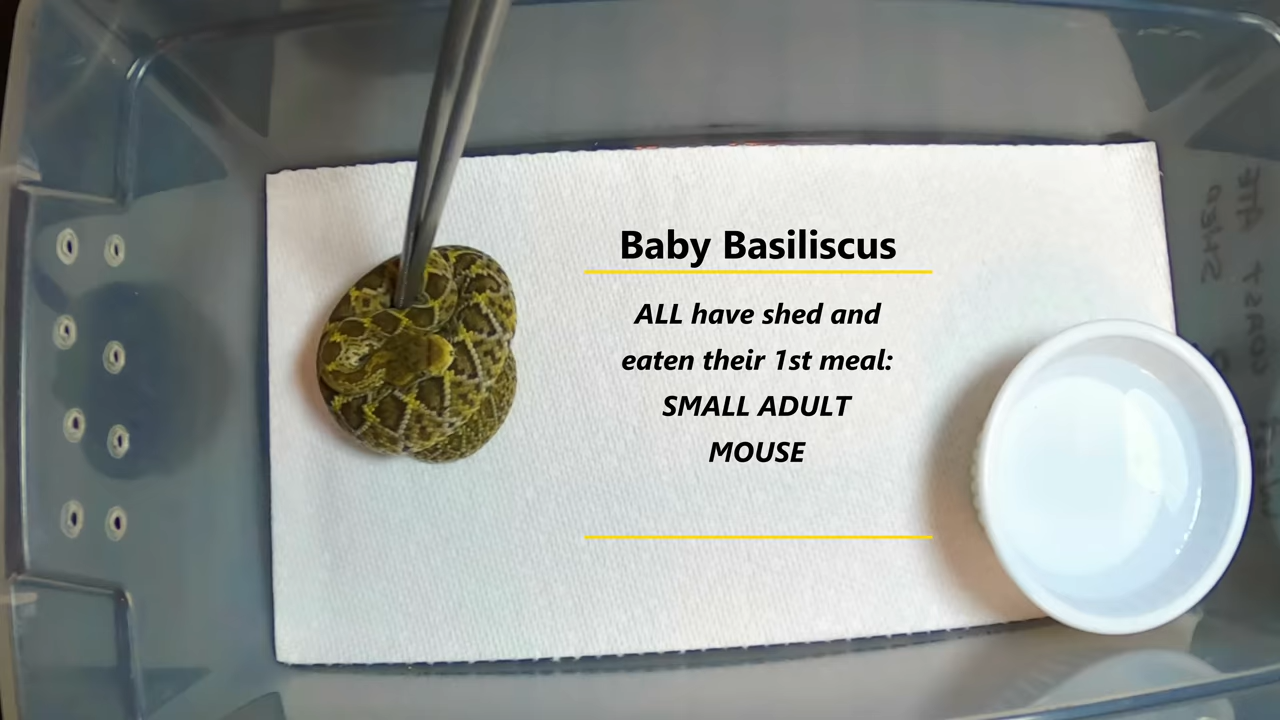 Baby Basiliscus
ALL have shed and
eaten their 1st meal:
SMALL ADULT
MOUSE